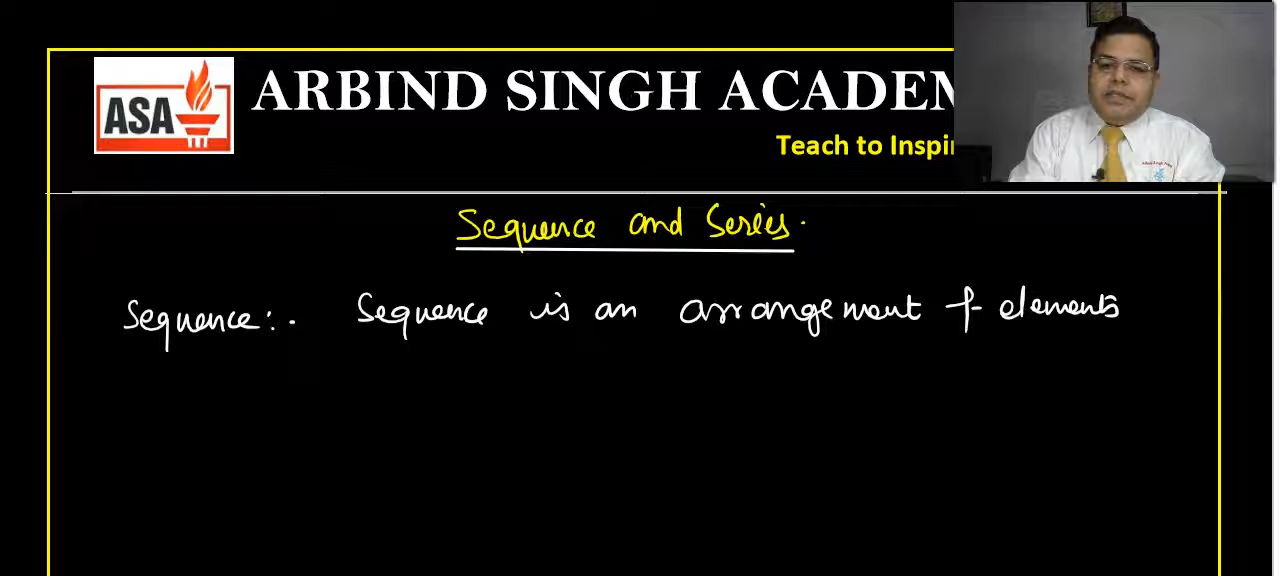 ASA
ARBIND SINGH ACADEM
Teach to Inspi
Sequence and Series.
Sequence:. Sequence is an arrangement of elements